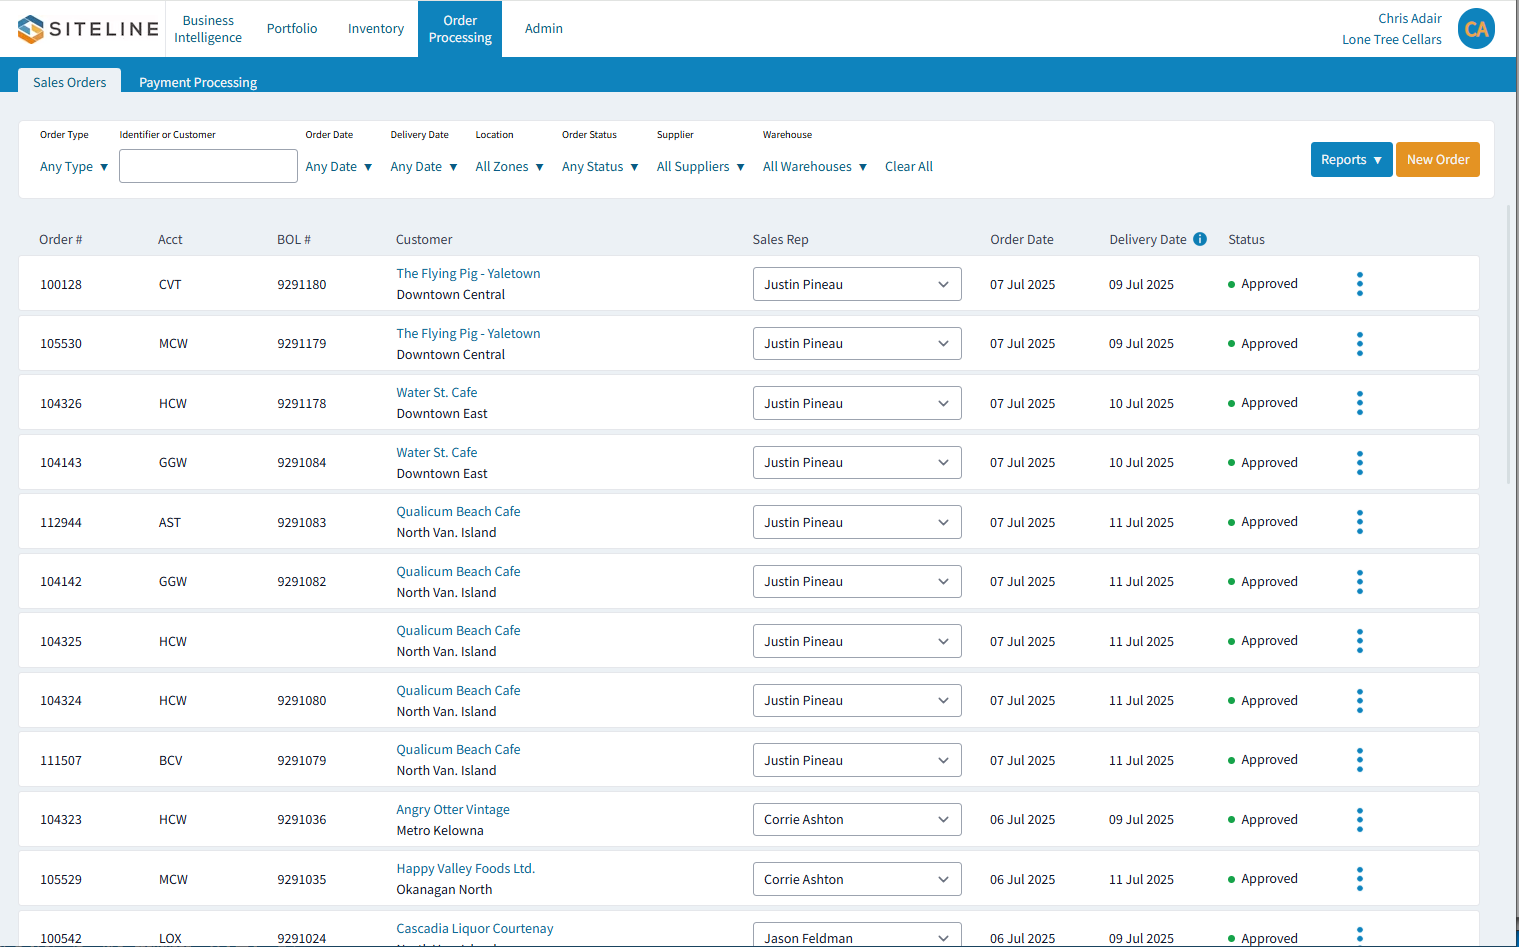 SITELINE
Business Intelligence
Portfolio
Inventory
Order Processing
Admin
Chris Adair
Lone Tree Cellars
CA
Sales Orders
Payment Processing
Order Type Identifier or Customer Order Date Delivery Date Location Order Status Supplier Warehouse
Any Type ▼ Any Date ▼ Any Date ▼ All Zones ▼ Any Status ▼ All Suppliers ▼ All Warehouses ▼ Clear All
Reports ▼ New Order
Order # Acct BOL # Customer Sales Rep Order Date Delivery Date i Status
100128 CVT 9291180 The Flying Pig - Yaletown Justin Pineau 07 Jul 2025 09 Jul 2025 Approved
Downtown Central
105530 MCW 9291179 The Flying Pig - Yaletown Justin Pineau 07 Jul 2025 09 Jul 2025 Approved
Downtown Central
104326 HCW 9291178 Water St. Cafe Justin Pineau 07 Jul 2025 10 Jul 2025 Approved
Downtown East
104143 GGW 9291084 Water St. Cafe Justin Pineau 07 Jul 2025 10 Jul 2025 Approved
Downtown East
112944 AST 9291083 Qualicum Beach Cafe Justin Pineau 07 Jul 2025 11 Jul 2025 Approved
North Van. Island
104142 GGW 9291082 Qualicum Beach Cafe Justin Pineau 07 Jul 2025 11 Jul 2025 Approved
North Van. Island
104325 HCW Qualicum Beach Cafe Justin Pineau 07 Jul 2025 11 Jul 2025 Approved
North Van. Island
104324 HCW 9291080 Qualicum Beach Cafe Justin Pineau 07 Jul 2025 11 Jul 2025 Approved
North Van. Island
111507 BCV 9291079 Qualicum Beach Cafe Justin Pineau 07 Jul 2025 11 Jul 2025 Approved
North Van. Island
104323 HCW 9291036 Angry Otter Vintage Corrie Ashton 06 Jul 2025 09 Jul 2025 Approved
Metro Kelowna
105529 MCW 9291035 Happy Valley Foods Ltd. Corrie Ashton 06 Jul 2025 11 Jul 2025 Approved
Okanagan North
100542 LOX 9291024 Cascadia Liquor Courtenay Jason Feldman 06 Jul 2025 09 Jul 2025 Approved